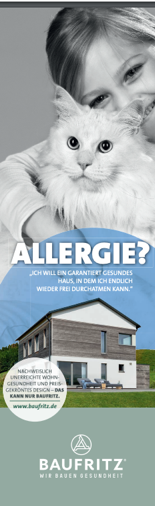 ALLERGIE?
„ICH WILL EIN GARANTIERT GESUNDES
HAUS, IN DEM ICH ENDLICH
WIEDER FREI DURCHATMEN KANN.“
NACHWEISLICH
UNERREICHTE WOHN-
GESUNDHEIT UND PREIS-
GEKRÖNTES DESIGN – DAS
KANN NUR BAUFRITZ.
www.baufritz.de
BAUFRITZ®
WIR BAUEN GESUNDHEIT